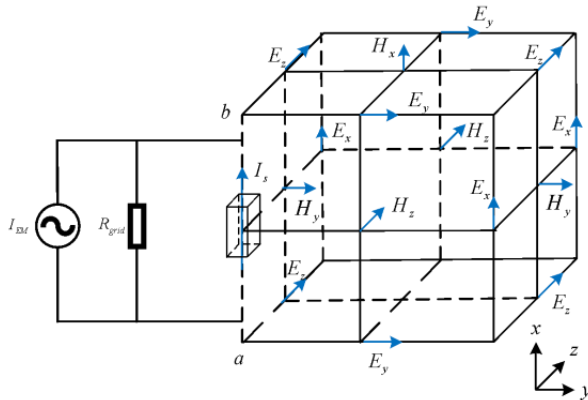 E_y
E_z H_x E_z
b E_y
E_x H_z E_x
I_s
I_EM R_grid H_y H_z E_x H_y
E_z E_z
a E_y
x
z
y